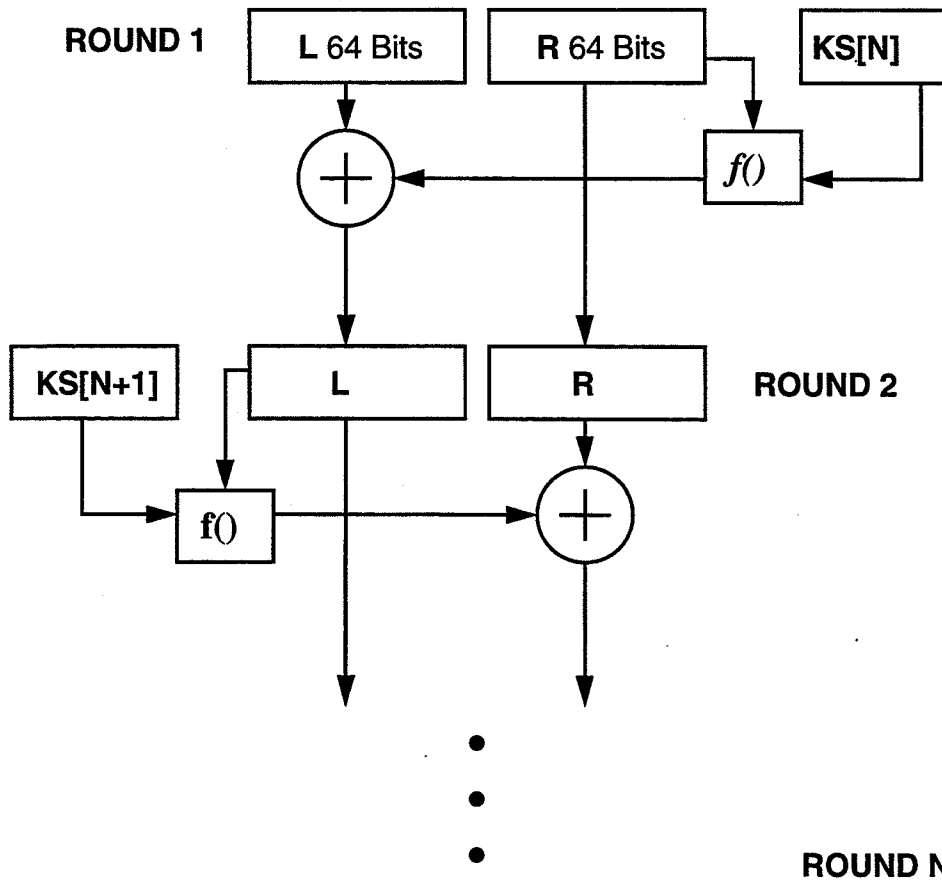 ROUND 1
L 64 Bits
R 64 Bits
KS[N]
f()
KS[N+1]
L
R
ROUND 2
f()
ROUND N